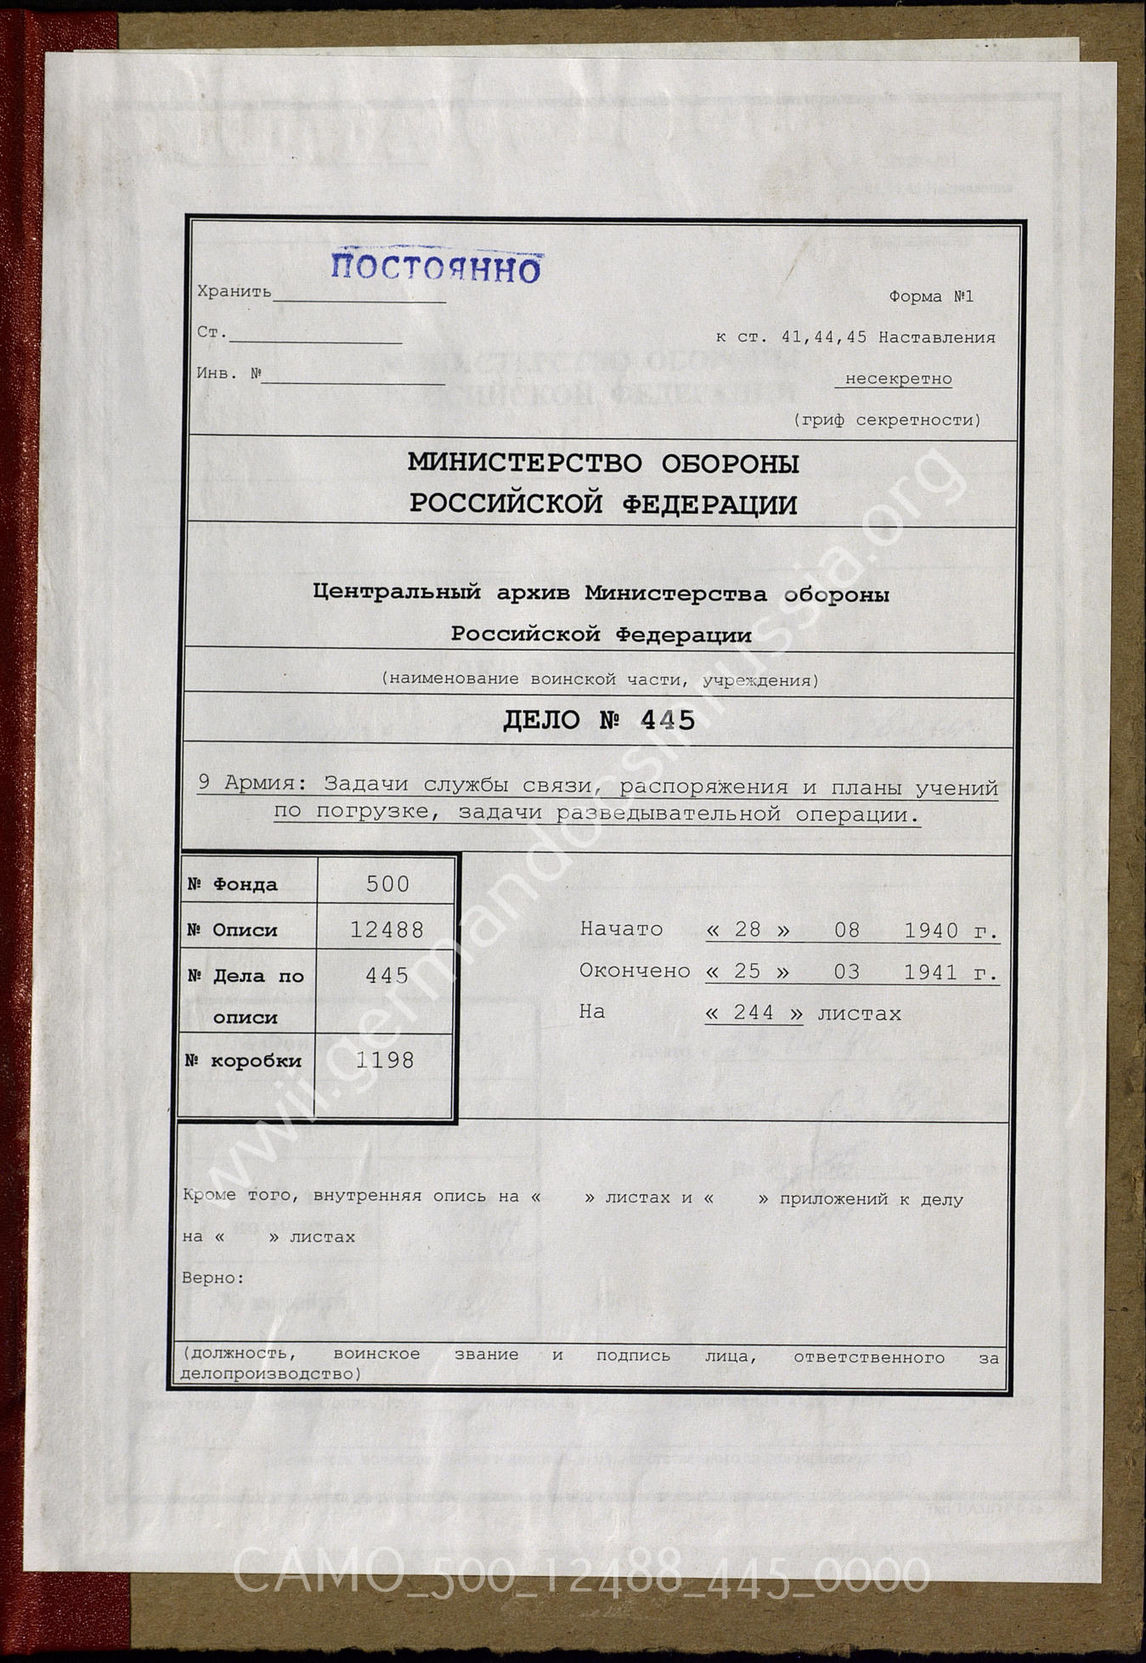 ПОСТОЯННО
Хранить
Форма №1
Ст.
к ст. 41,44,45 Наставления
Инв. №
несекретно
(гриф секретности)
МИНИСТЕРСТВО ОБОРОНЫ
РОССИЙСКОЙ ФЕДЕРАЦИИ
Центральный архив Министерства обороны
Российской Федерации
(наименование воинской части, учреждения)
ДЕЛО № 445
9 Армия: Задачи службы связи, распоряжения и планы учений
по погрузке, задачи разведывательной операции.
№ Фонда 500
№ Описи 12488
№ Дела по 445
описи
№ коробки 1198
Начато « 28 » 08 1940 г.
Окончено « 25 » 03 1941 г.
На « 244 » листах
Кроме того, внутренняя опись на « » листах и « » приложений к делу
на « » листах
Верно:
(должность, воинское звание и подпись лица, ответственного за
делопроизводство)
www.germandocsinrussia.org
CAMO_500_12488_445_0000